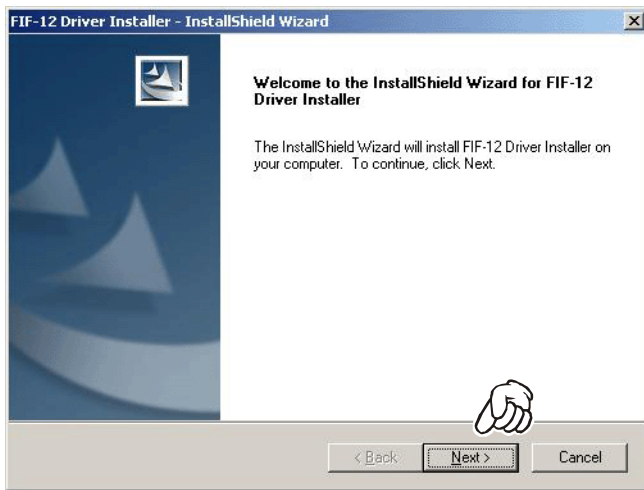 FIF-12 Driver Installer - InstallShield Wizard
Welcome to the InstallShield Wizard for FIF-12
Driver Installer
The InstallShield Wizard will install FIF-12 Driver Installer on
your computer. To continue, click Next.
< Back Next > Cancel